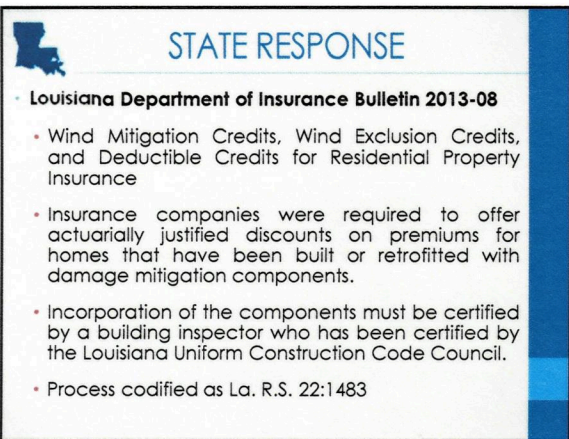 STATE RESPONSE
• Louisiana Department of Insurance Bulletin 2013-08
• Wind Mitigation Credits, Wind Exclusion Credits,
and Deductible Credits for Residential Property
Insurance
• Insurance companies were required to offer
actuarially justified discounts on premiums for
homes that have been built or retrofitted with
damage mitigation components.
• Incorporation of the components must be certified
by a building inspector who has been certified by
the Louisiana Uniform Construction Code Council.
• Process codified as La. R.S. 22:1483